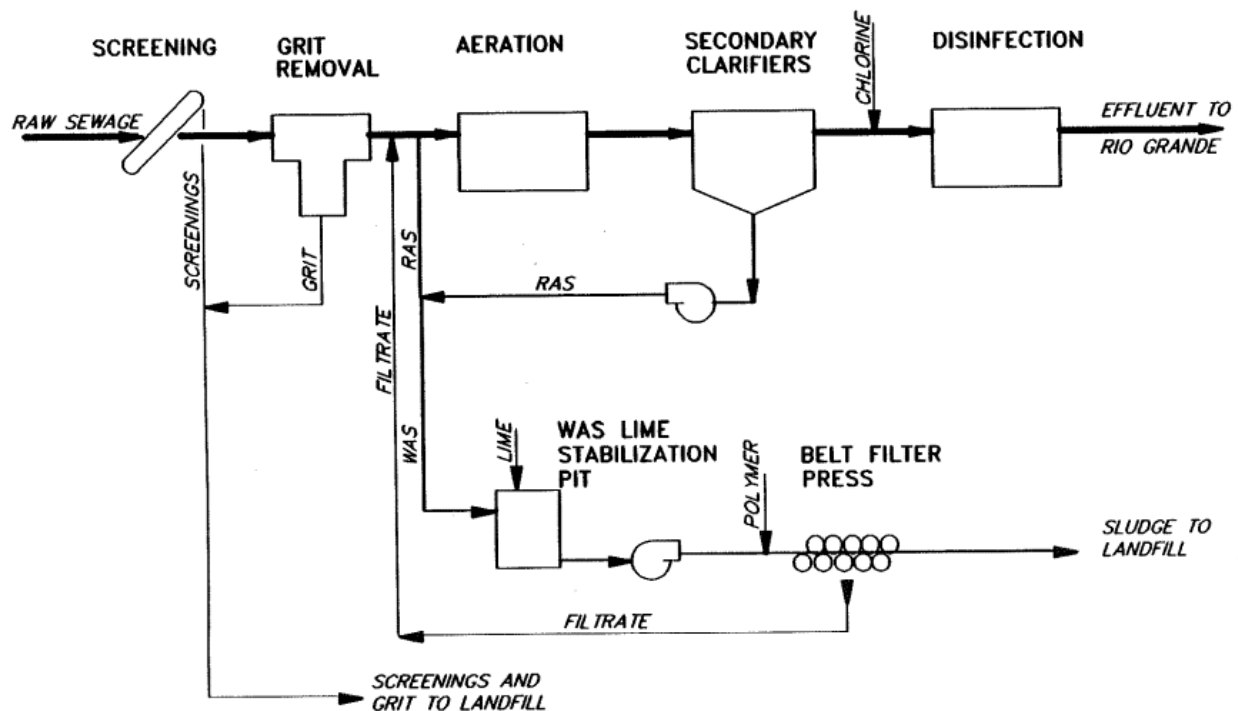 SCREENING
GRIT
REMOVAL
AERATION
SECONDARY
CLARIFIERS
CHLORINE
DISINFECTION
RAW SEWAGE
EFFLUENT TO
RIO GRANDE
SCREENINGS
GRIT
RAS
RAS
FILTRATE
WAS
LIME
WAS LIME
STABILIZATION
PIT
POLYMER
BELT FILTER
PRESS
SLUDGE TO
LANDFILL
FILTRATE
SCREENINGS AND
GRIT TO LANDFILL